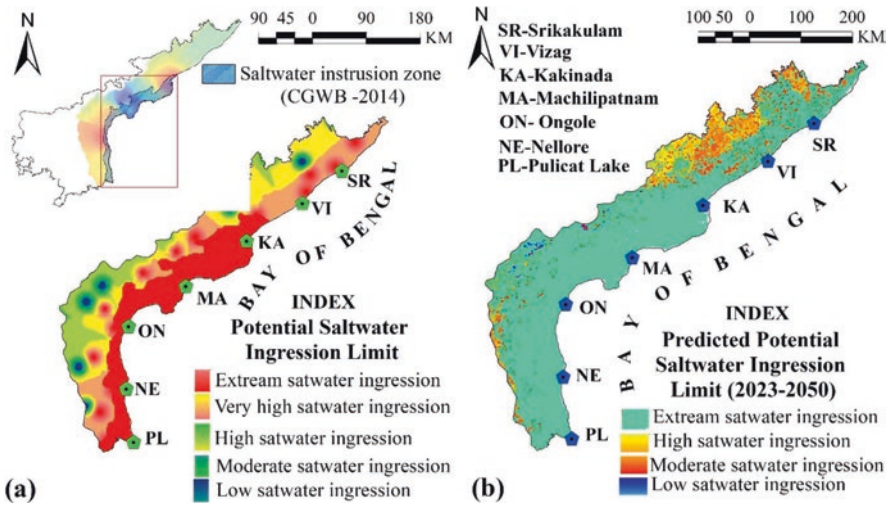 N
90 45 0 90 180
KM
Saltwater instrusion zone
(CGWB -2014)
SR
VI
KA
MA
ON
NE
PL
BAY OF BENGAL
INDEX
Potential Saltwater
Ingression Limit
Extream satwater ingression
Very high satwater ingression
High satwater ingression
Moderate satwater ingression
Low satwater ingression
(a)
N
100 50 0 100 200
KM
SR-Srikakulam
VI-Vizag
KA-Kakinada
MA-Machilipatnam
ON- Ongole
NE-Nellore
PL-Pulicat Lake
SR
VI
KA
MA
ON
NE
PL
BAY OF BENGAL
INDEX
Predicted Potential
Saltwater Ingression
Limit (2023-2050)
Extream satwater ingression
High satwater ingression
Moderate satwater ingression
Low satwater ingression
(b)